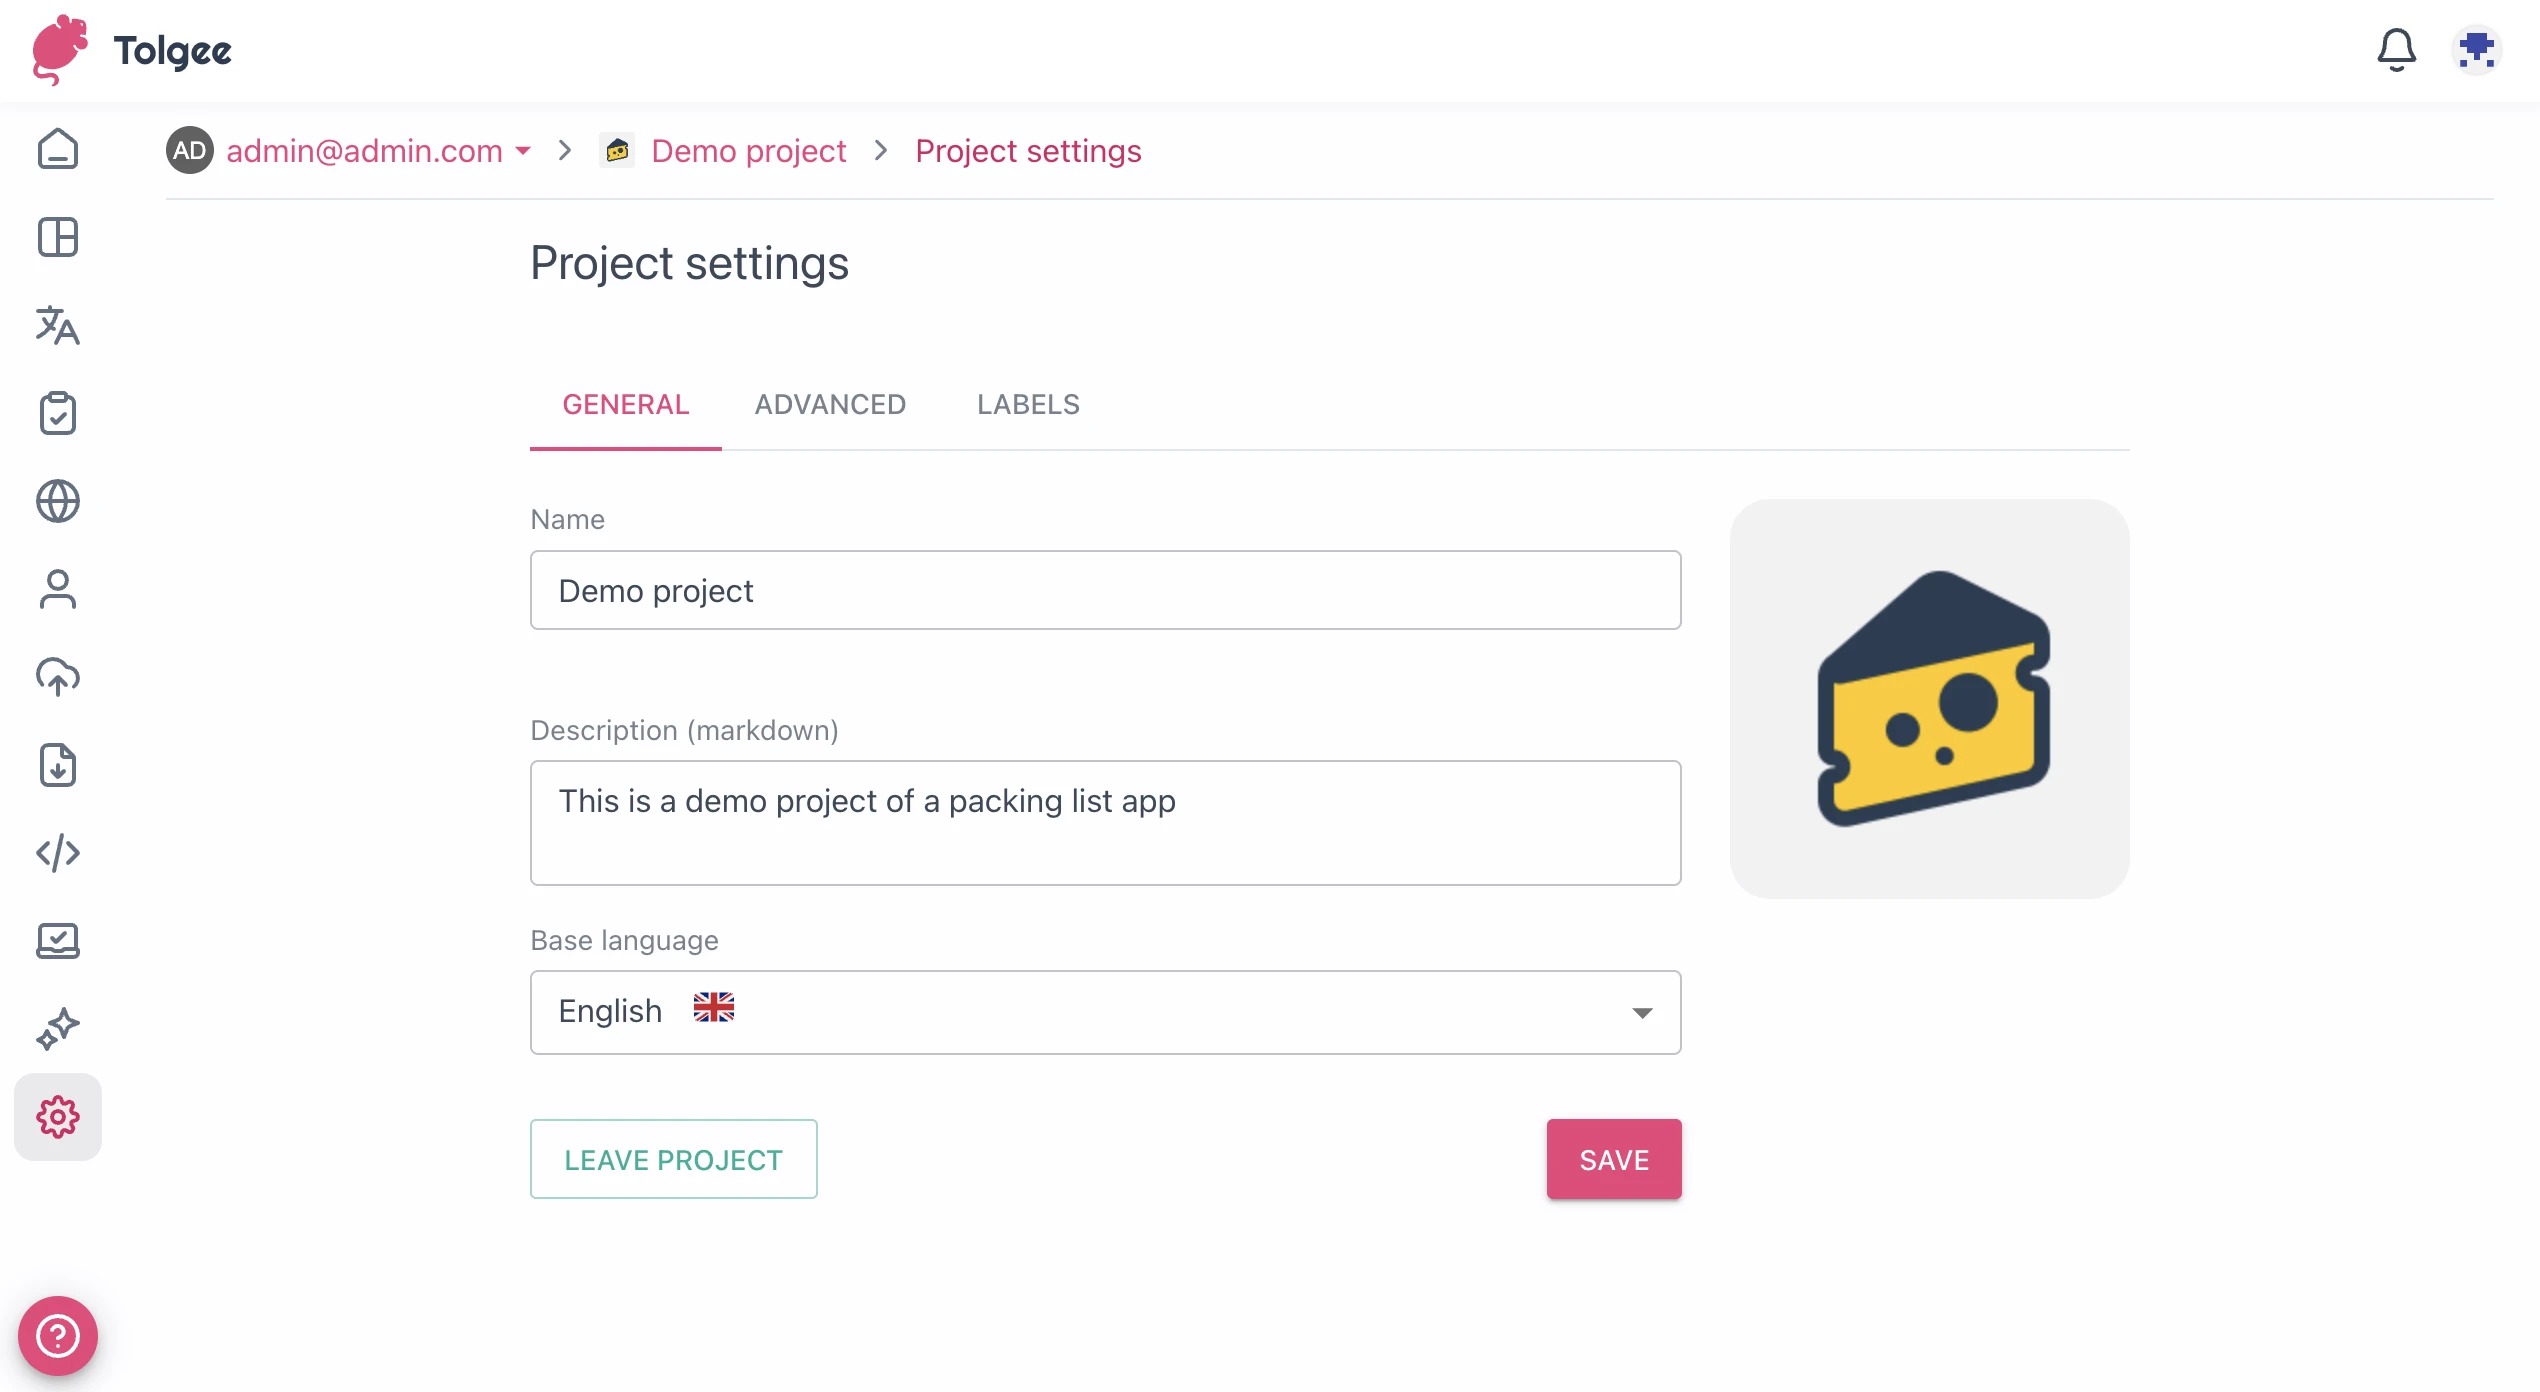 Tolgee
AD admin@admin.com > Demo project > Project settings
Project settings
GENERAL ADVANCED LABELS
Name
Demo project
Description (markdown)
This is a demo project of a packing list app
Base language
English
LEAVE PROJECT SAVE